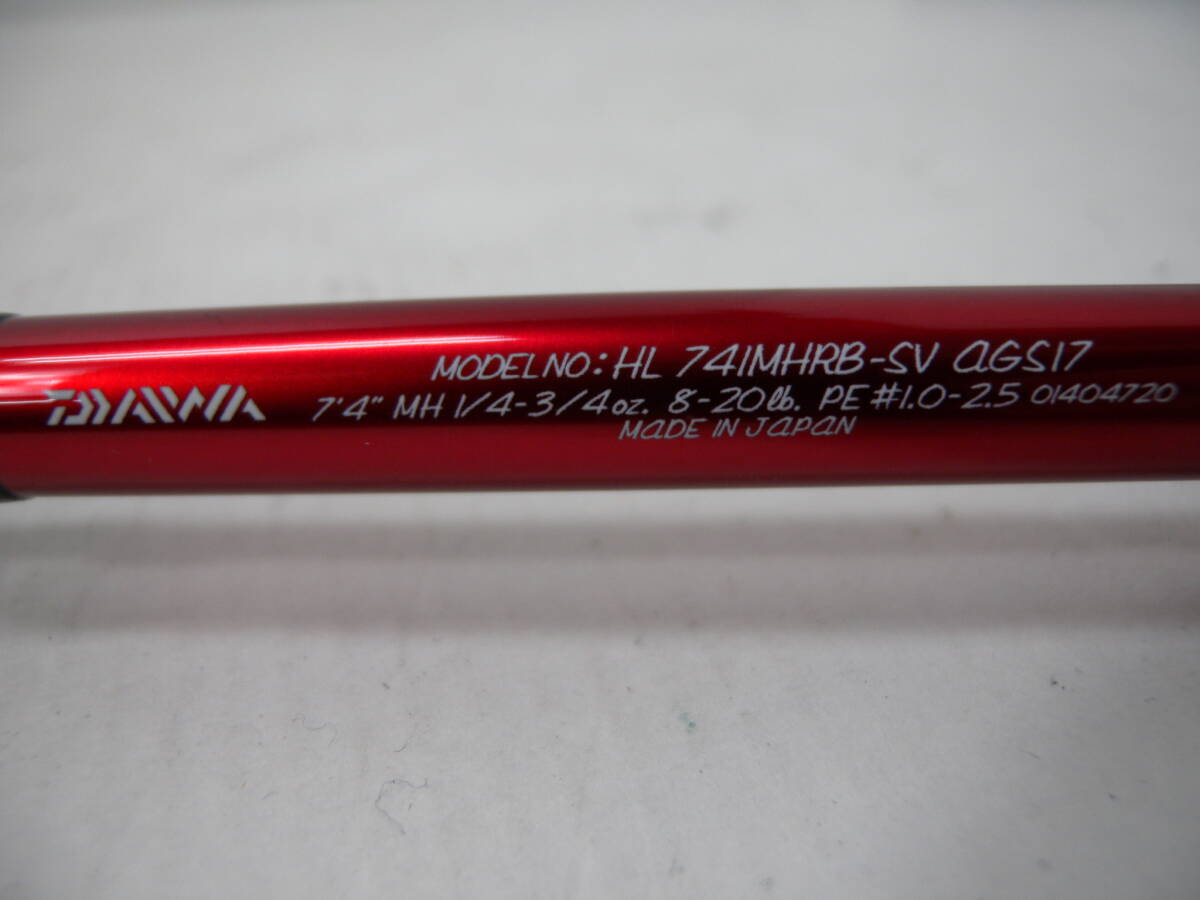 DAIWA
MODEL NO: HL 741MHRB-SV AGS17
7'4" MH 1/4-3/4oz. 8-20lb. PE #1.0-2.5 01404720
MADE IN JAPAN